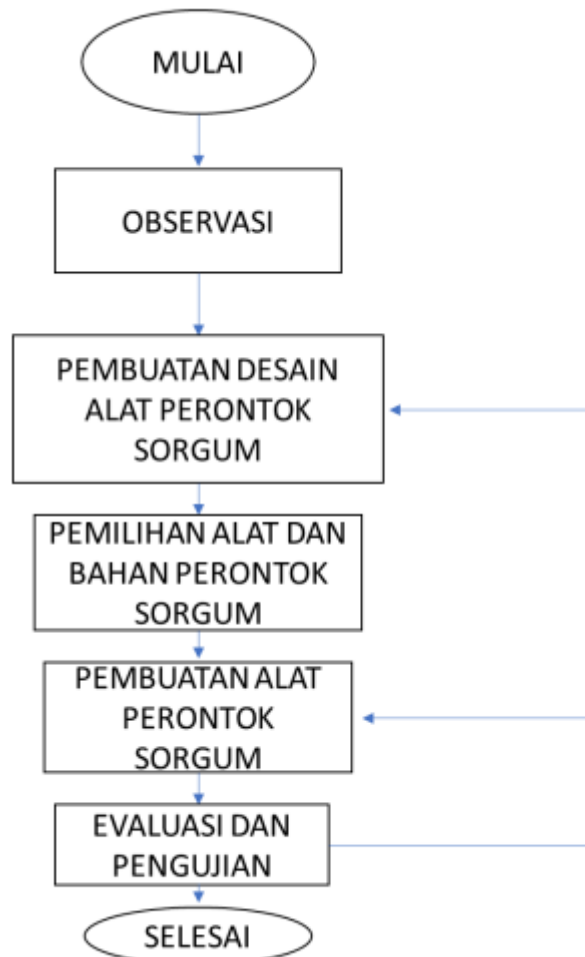 MULAI
OBSERVASI
PEMBUATAN DESAIN
ALAT PERONTOK
SORGUM
PEMILIHAN ALAT DAN
BAHAN PERONTOK
SORGUM
PEMBUATAN ALAT
PERONTOK
SORGUM
EVALUASI DAN
PENGUJIAN
SELESAI